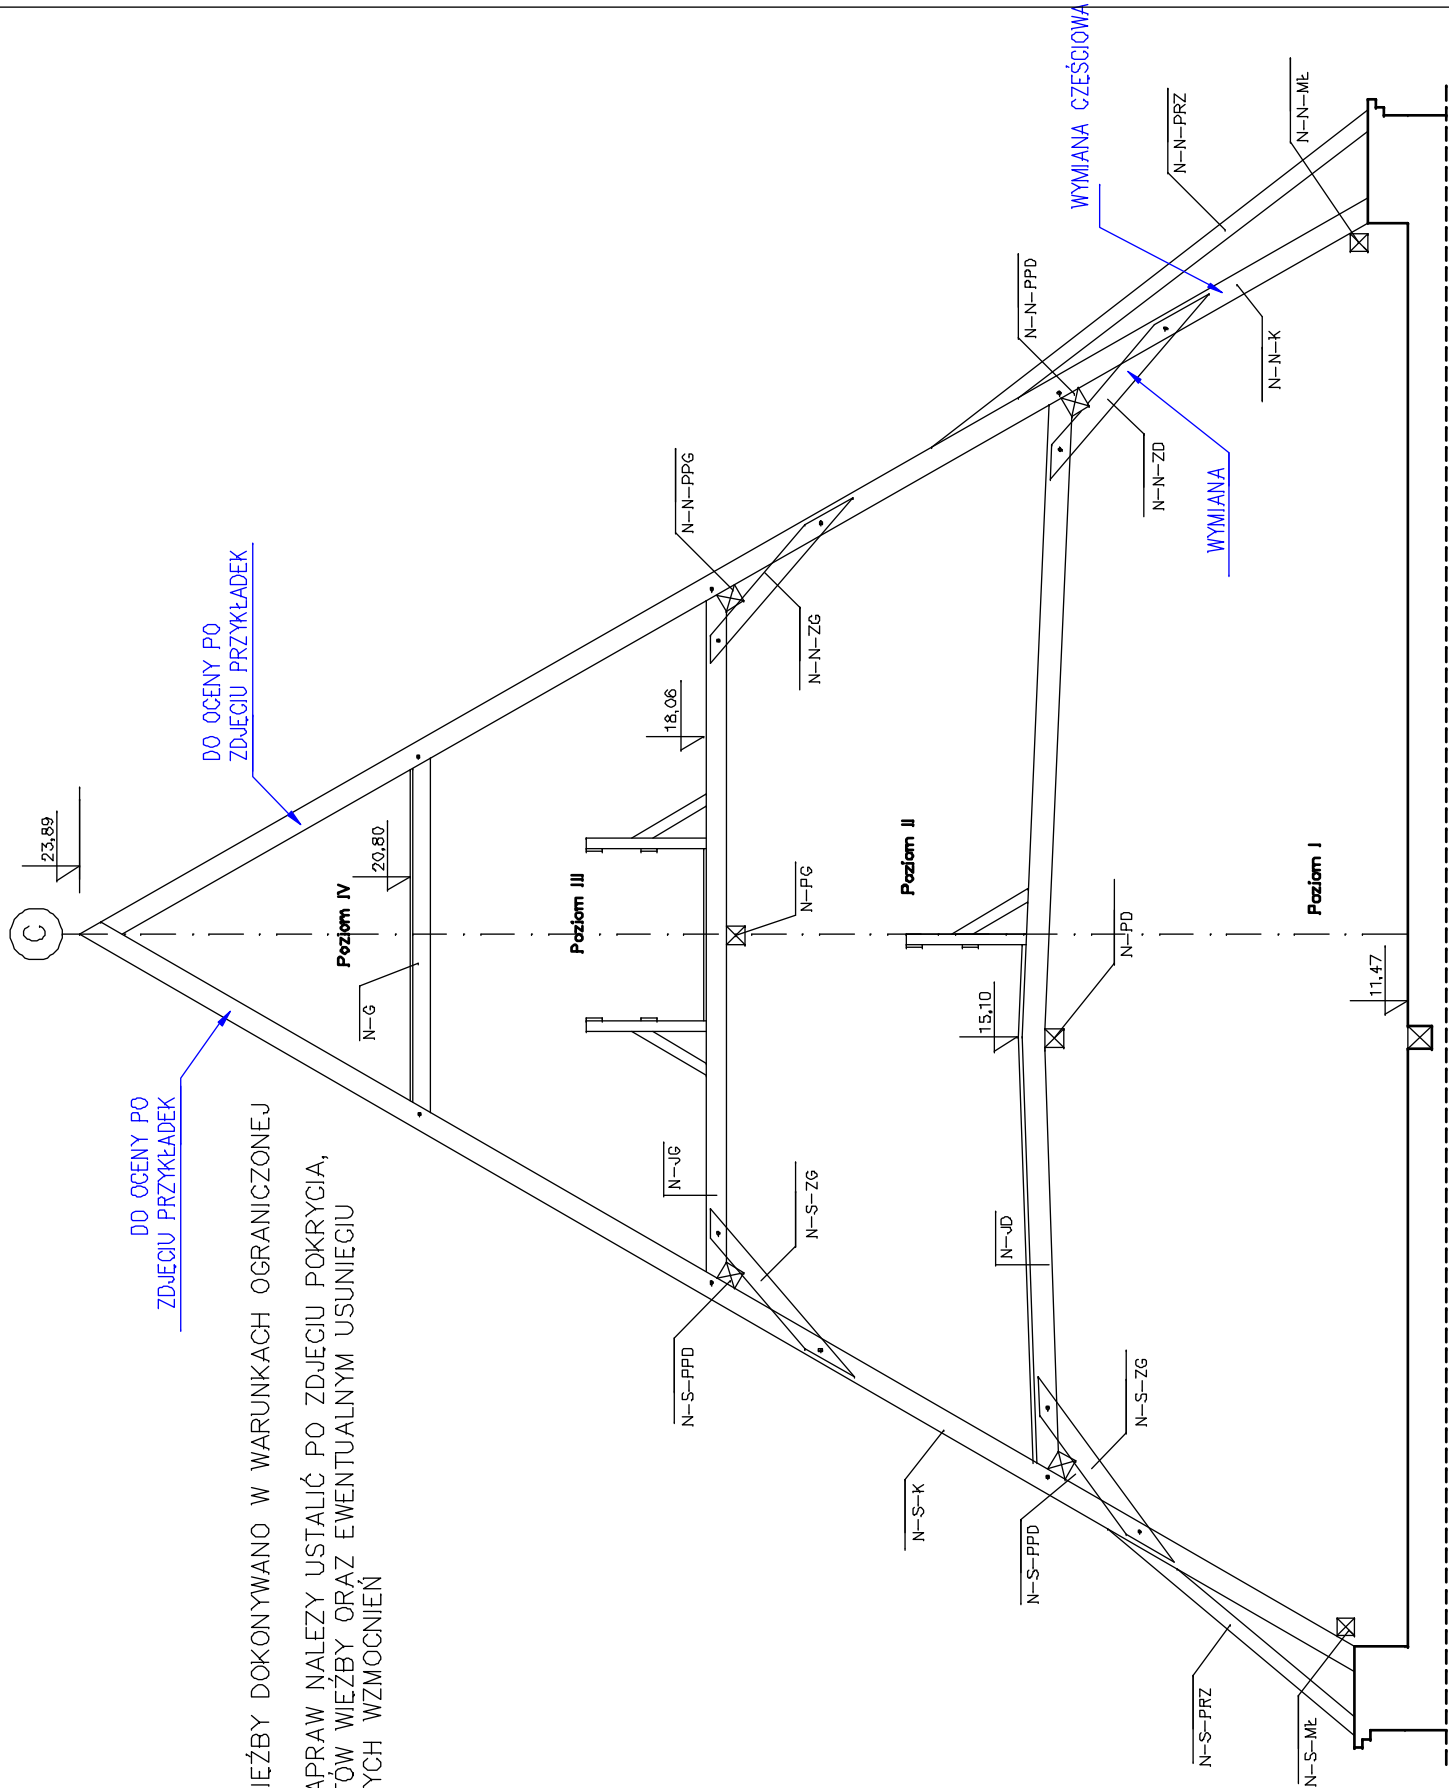 C
23,89
DO OCENY PO
ZDJĘCIU PRZYKŁADEK
DO OCENY PO
ZDJĘCIU PRZYKŁADEK
IĘŹBY DOKONYWANO W WARUNKACH OGRANICZONEJ
APRAW NALEZY USTALIĆ PO ZDJĘCIU POKRYCIA,
TÓW WIĘŹBY ORAZ EWENTUALNYM USUNIĘCIU
YCH WZMOCNIEŃ
Poziom IV
20,80
N-G
Poziom III
18,06
N-JG
N-PG
N-N-PPG
N-N-ZG
N-S-PPD
N-S-ZG
Poziom II
15,10
N-JD
N-PD
N-N-PPD
N-N-ZD
WYMIANA
WYMIANA CZĘŚCIOWA
N-N-PRZ
N-N-MŁ
N-N-K
N-S-K
N-S-PPD
N-S-ZG
N-S-PRZ
N-S-MŁ
Poziom I
11,47